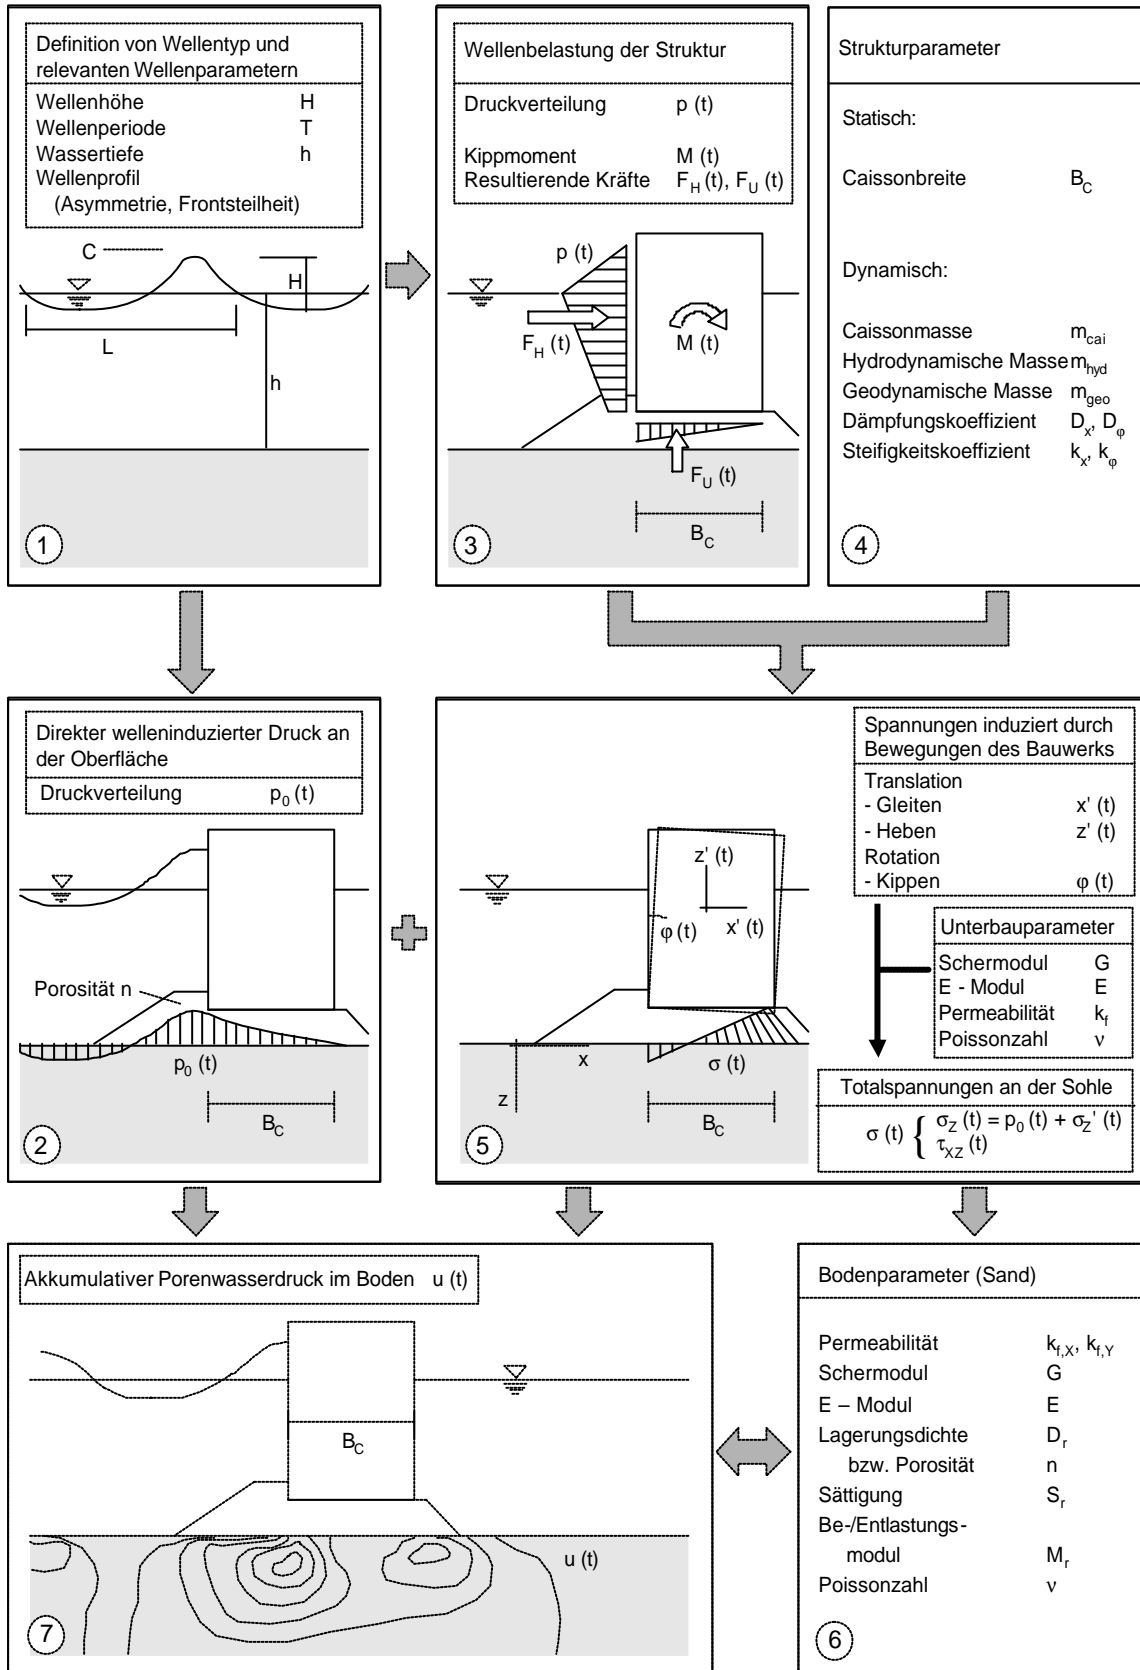 Definition von Wellentyp und
relevanten Wellenparametern
Wellenhöhe H
Wellenperiode T
Wassertiefe h
Wellenprofil
(Asymmetrie, Frontsteilheit)
C
H
L
h
1
Wellenbelastung der Struktur
Druckverteilung p (t)
Kippmoment M (t)
Resultierende Kräfte F_H (t), F_U (t)
p (t)
F_H (t)
M (t)
F_U (t)
B_C
3
Strukturparameter
Statisch:
Caissonbreite B_C
Dynamisch:
Caissonmasse m_cai
Hydrodynamische Masse m_hyd
Geodynamische Masse m_geo
Dämpfungskoeffizient D_x, D_φ
Steifigkeitskoeffizient k_x, k_φ
4
Direkter welleninduzierter Druck an
der Oberfläche
Druckverteilung p_0 (t)
Porosität n
p_0 (t)
B_C
2
Spannungen induziert durch
Bewegungen des Bauwerks
Translation
- Gleiten x' (t)
- Heben z' (t)
Rotation
- Kippen φ (t)
z' (t)
φ (t)
x' (t)
x
z
σ (t)
B_C
5
Unterbauparameter
Schermodul G
E - Modul E
Permeabilität k_f
Poissonzahl ν
Totalspannungen an der Sohle
σ (t) { σ_Z (t) = p_0 (t) + σ_Z' (t)
τ_XZ (t)
Akkumulativer Porenwasserdruck im Boden u (t)
B_C
u (t)
7
Bodenparameter (Sand)
Permeabilität k_f,X, k_f,Y
Schermodul G
E – Modul E
Lagerungsdichte D_r
bzw. Porosität n
Sättigung S_r
Be-/Entlastungs-
modul M_r
Poissonzahl ν
6